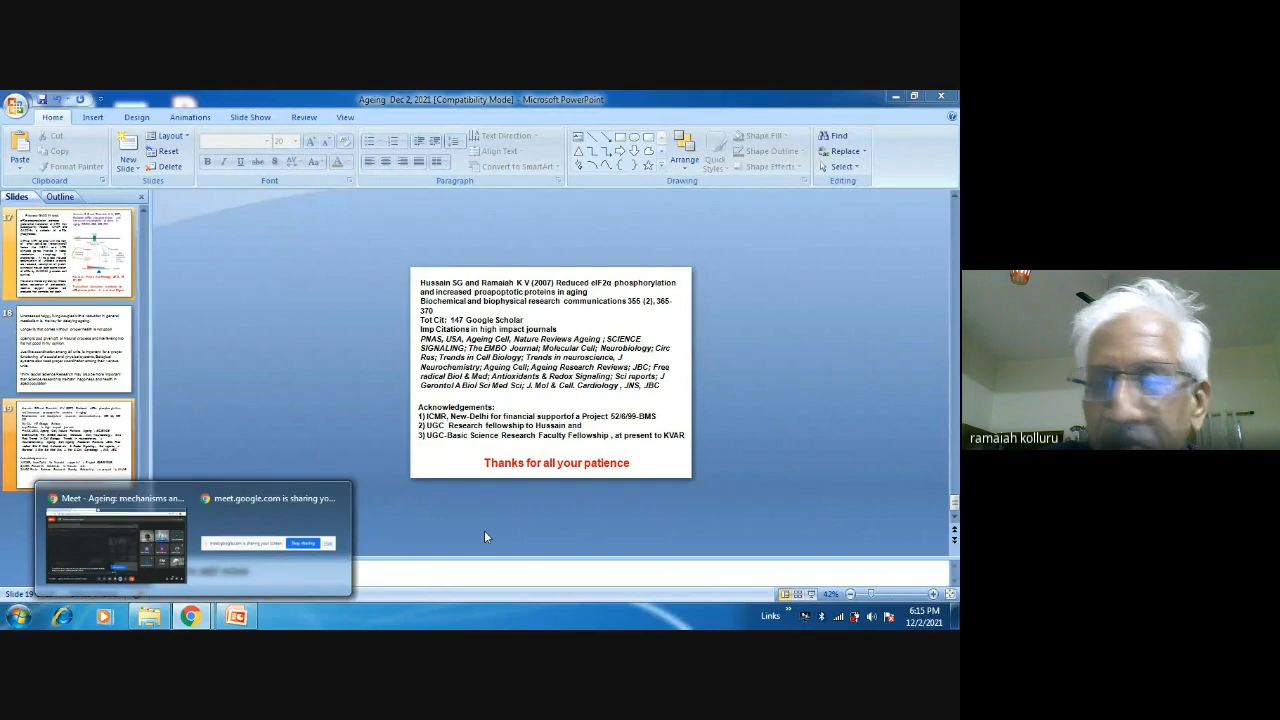 Ageing Dec 2, 2021 [Compatibility Mode] - Microsoft PowerPoint
Home Insert Design Animations Slide Show Review View
Paste
Cut
Copy
Format Painter
Clipboard
New Slide
Layout
Reset
Delete
Slides
20
Font
Paragraph
Text Direction
Align Text
Convert to SmartArt
Arrange
Quick Styles
Shape Fill
Shape Outline
Shape Effects
Drawing
Find
Replace
Select
Editing
Slides Outline
17
18
19
Hussain SG and Ramaiah K V (2007) Reduced eIF2α phosphorylation
and increased proapoptotic proteins in aging
Biochemical and biophysical research communications 355 (2), 365-
370
Tot Cit: 147 Google Scholar
Imp Citations in high impact journals
PNAS, USA, Ageing Cell, Nature Reviews Ageing ; SCIENCE
SIGNALING; The EMBO Journal; Molecular Cell; Neurobiology; Circ
Res; Trends in Cell Biology; Trends in neuroscience, J
Neurochemistry; Ageing Cell; Ageing Research Reviews; JBC; Free
radical Biol & Med; Antioxidants & Redox Signaling; Sci reports; J
Gerontol A Biol Sci Med Sci; J. Mol & Cell. Cardiology , JNS, JBC
Acknowledgements:
1) ICMR, New-Delhi for financial supportof a Project 52/6/99-BMS
2) UGC Research fellowship to Hussain and
3) UGC-Basic Science Research Faculty Fellowship , at present to KVAR
Thanks for all your patience
ramaiah kolluru
Meet - Ageing: mechanisms an...
meet.google.com is sharing yo...
Stop sharing
Slide 19
42%
Links
6:15 PM
12/2/2021